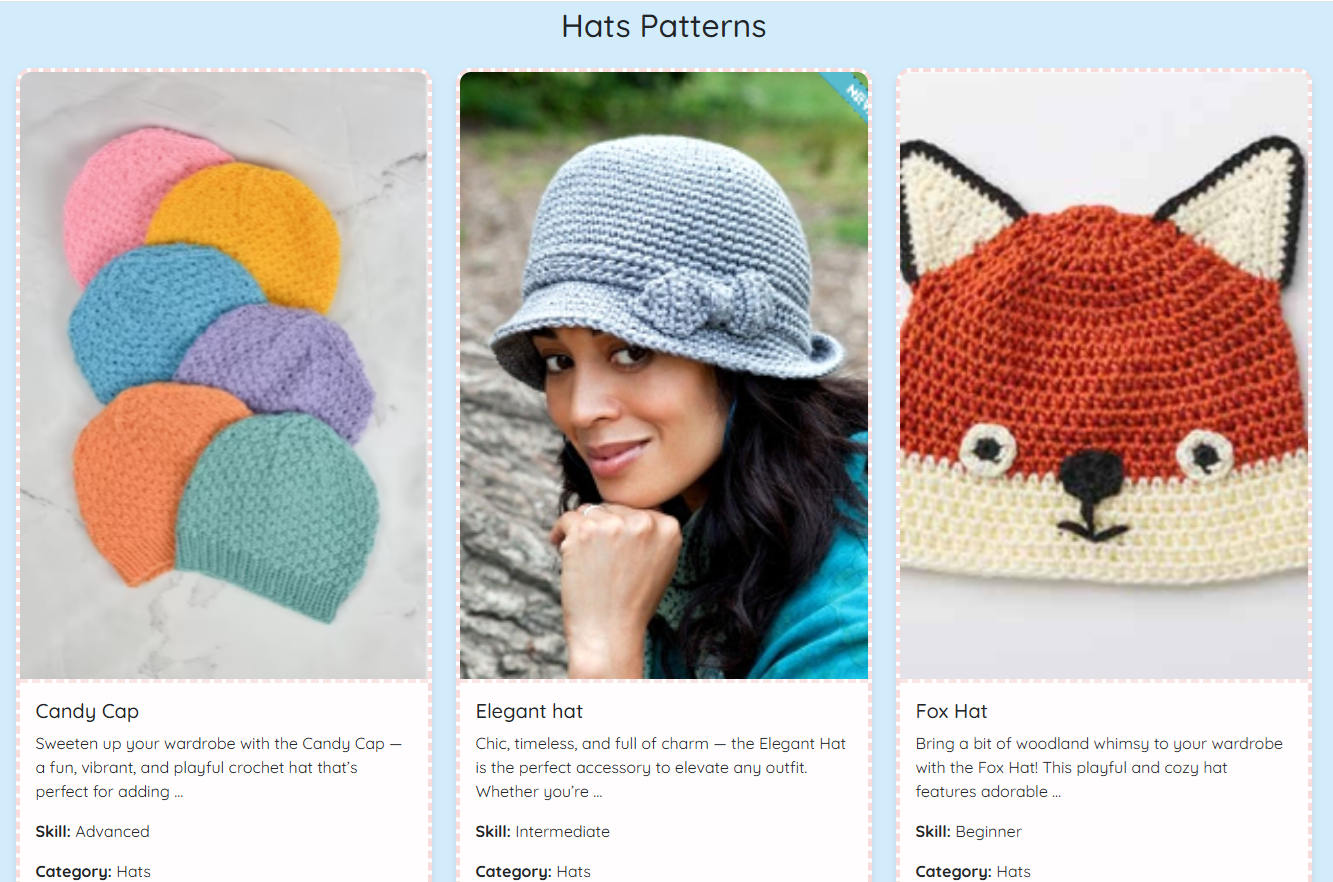 Hats Patterns
NEW
Candy Cap
Sweeten up your wardrobe with the Candy Cap —
a fun, vibrant, and playful crochet hat that’s
perfect for adding ...
Skill: Advanced
Category: Hats
Elegant hat
Chic, timeless, and full of charm — the Elegant Hat
is the perfect accessory to elevate any outfit.
Whether you’re ...
Skill: Intermediate
Category: Hats
Fox Hat
Bring a bit of woodland whimsy to your wardrobe
with the Fox Hat! This playful and cozy hat
features adorable ...
Skill: Beginner
Category: Hats